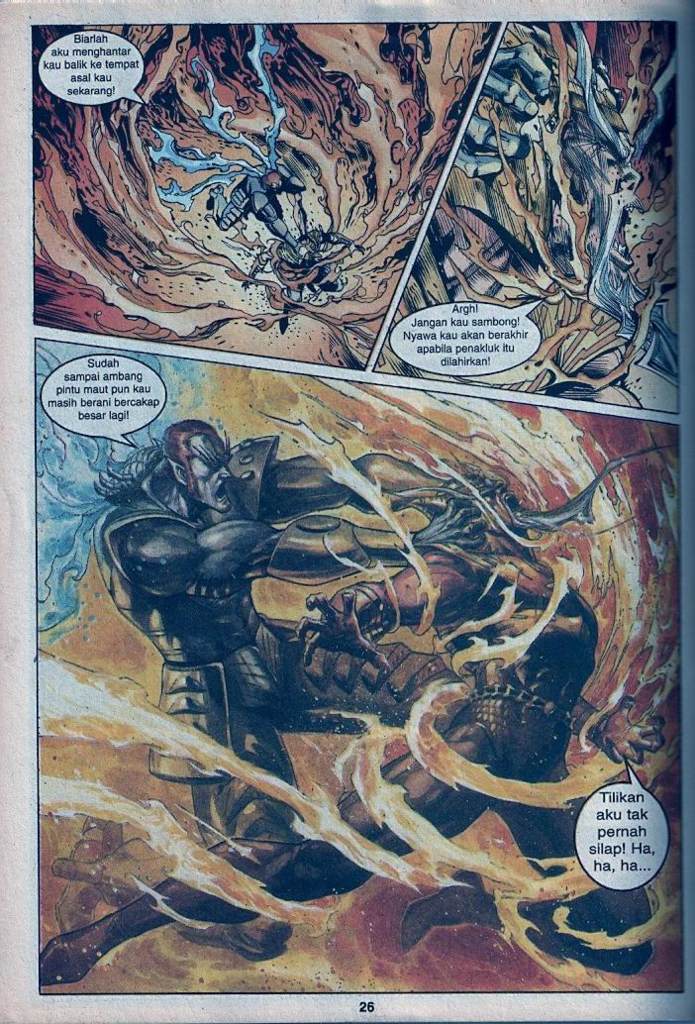 Biarlah
aku menghantar
kau balik ke tempat
asal kau
sekarang!
Argh!
Jangan kau sambong!
Nyawa kau akan berakhir
apabila penakluk itu
dilahirkan!
Sudah
sampai ambang
pintu maut pun kau
masih berani bercakap
besar lagi!
Tilikan
aku tak
pernah
silap! Ha,
ha, ha...
26